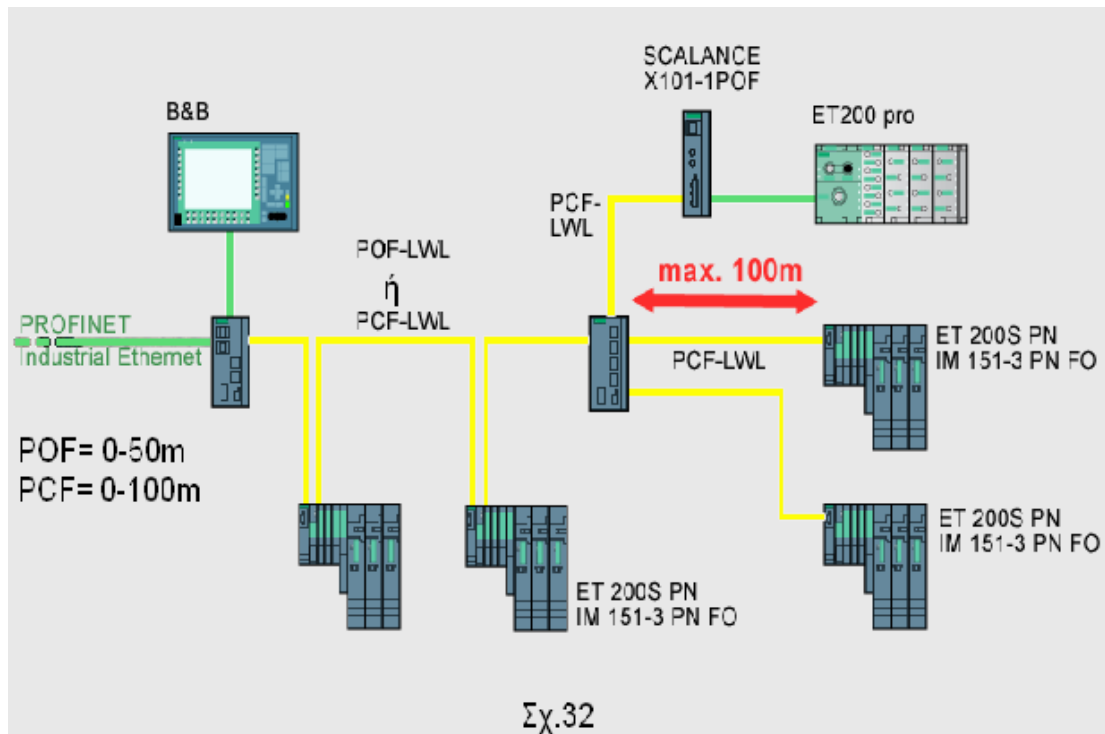 SCALANCE
X101-1POF
B&B
ET200 pro
PCF-
LWL
POF-LWL
ή
PCF-LWL
max. 100m
PROFINET
Industrial Ethernet
PCF-LWL
ET 200S PN
IM 151-3 PN FO
POF= 0-50m
PCF= 0-100m
ET 200S PN
IM 151-3 PN FO
ET 200S PN
IM 151-3 PN FO
Σχ.32